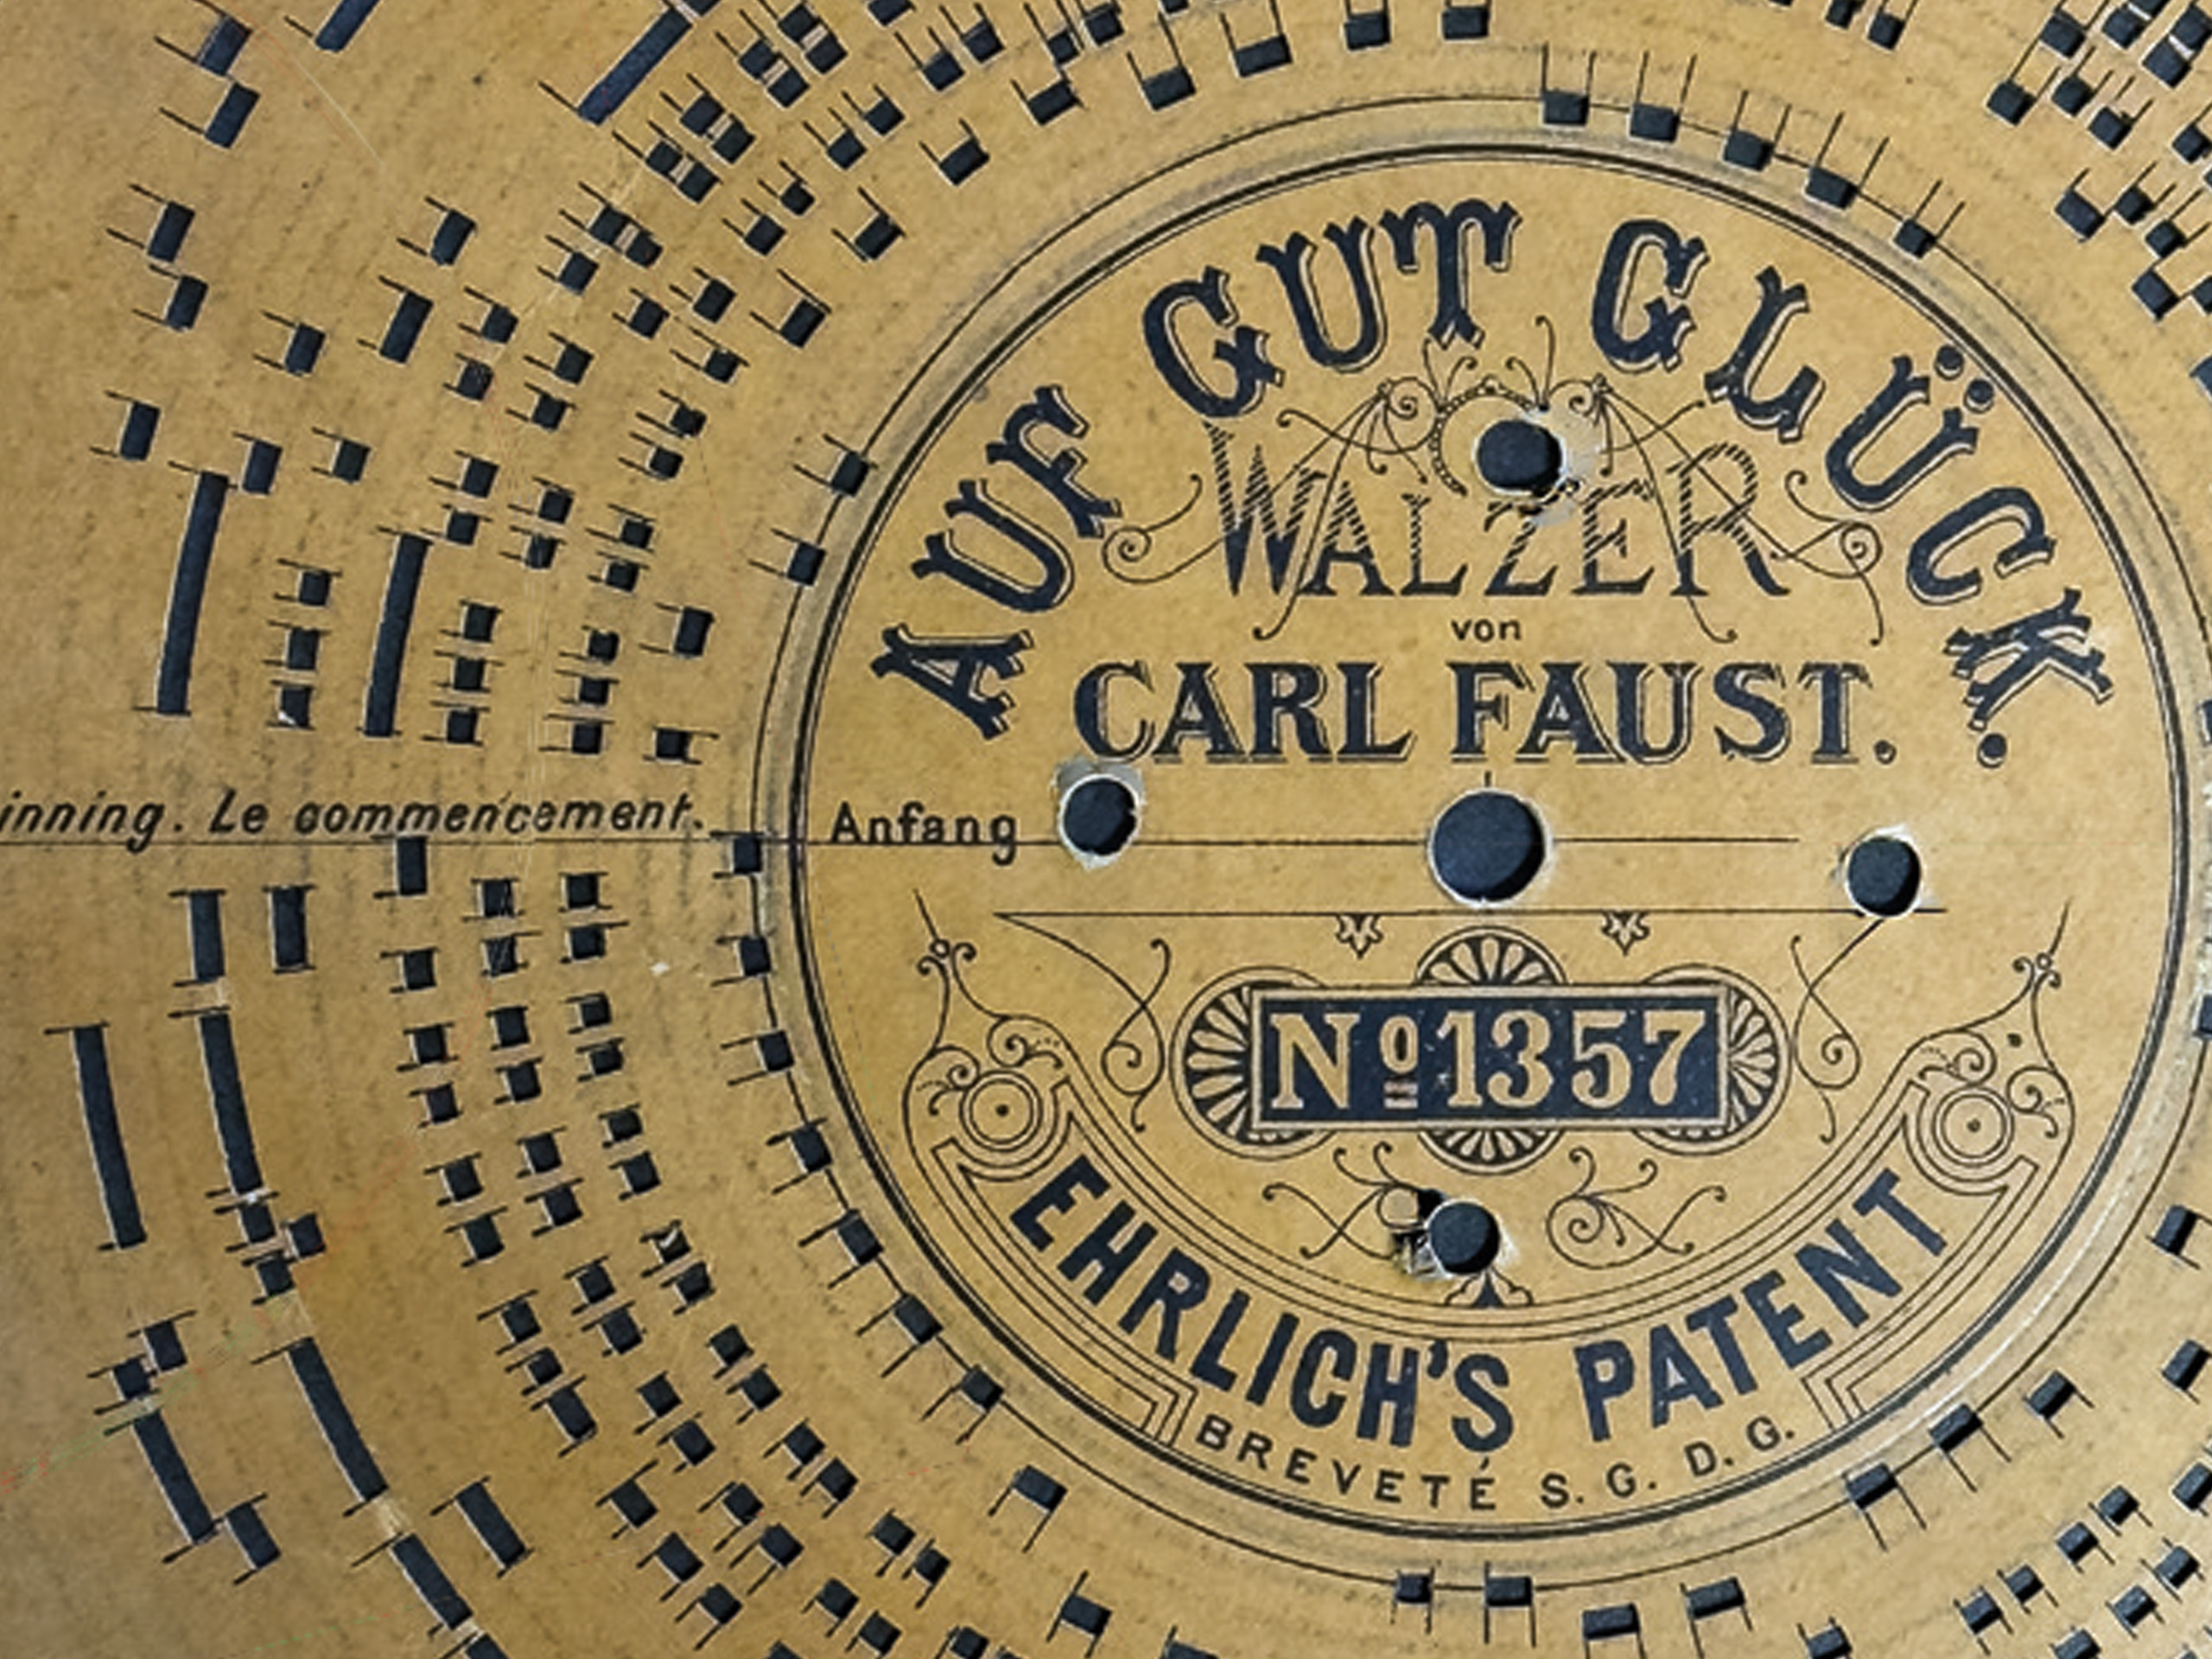 AUF GUT GLÜCK.
WALZER
von
CARL FAUST.
inning. Le commencement. Anfang
Nº 1357
EHRLICH'S PATENT
BREVETÉ S. G. D. G.